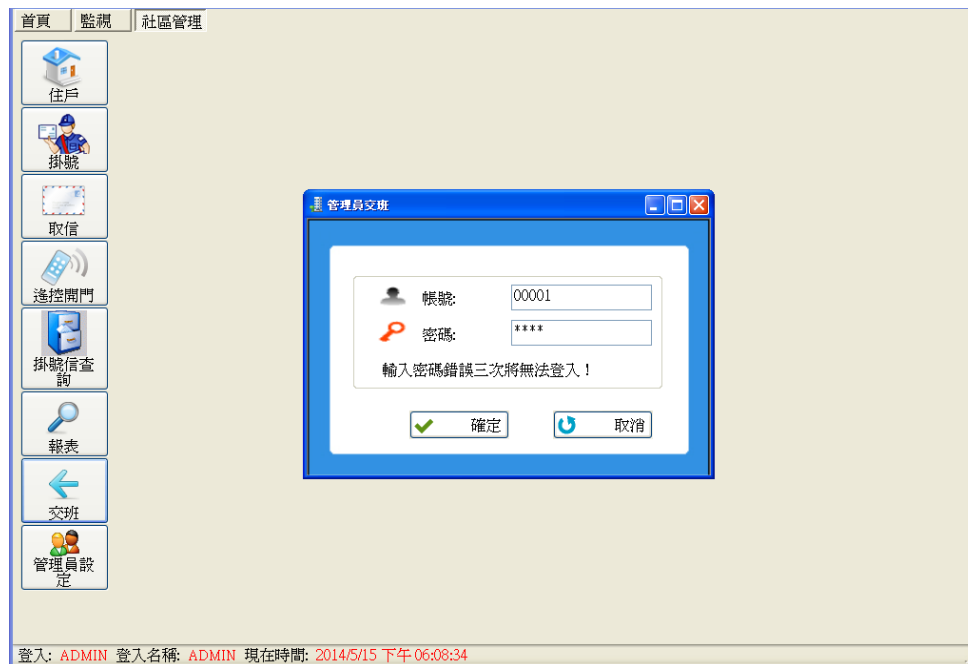 首頁 監視 社區管理
住戶
掛號
取信
遙控開門
掛號信查
詢
報表
交班
管理員設
定
管理員交班
帳號: 00001
密碼: ****
輸入密碼錯誤三次將無法登入！
確定 取消
登入: ADMIN 登入名稱: ADMIN 現在時間: 2014/5/15 下午 06:08:34